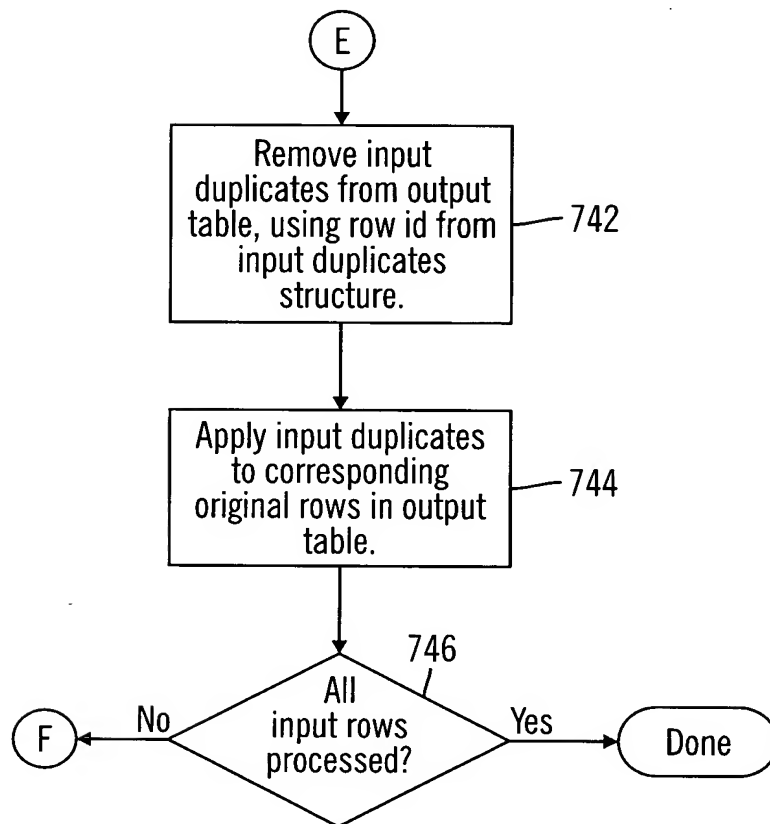 E
Remove input
duplicates from output
table, using row id from
input duplicates
structure.
742
Apply input duplicates
to corresponding
original rows in output
table.
744
746
All
input rows
processed?
No
Yes
F
Done